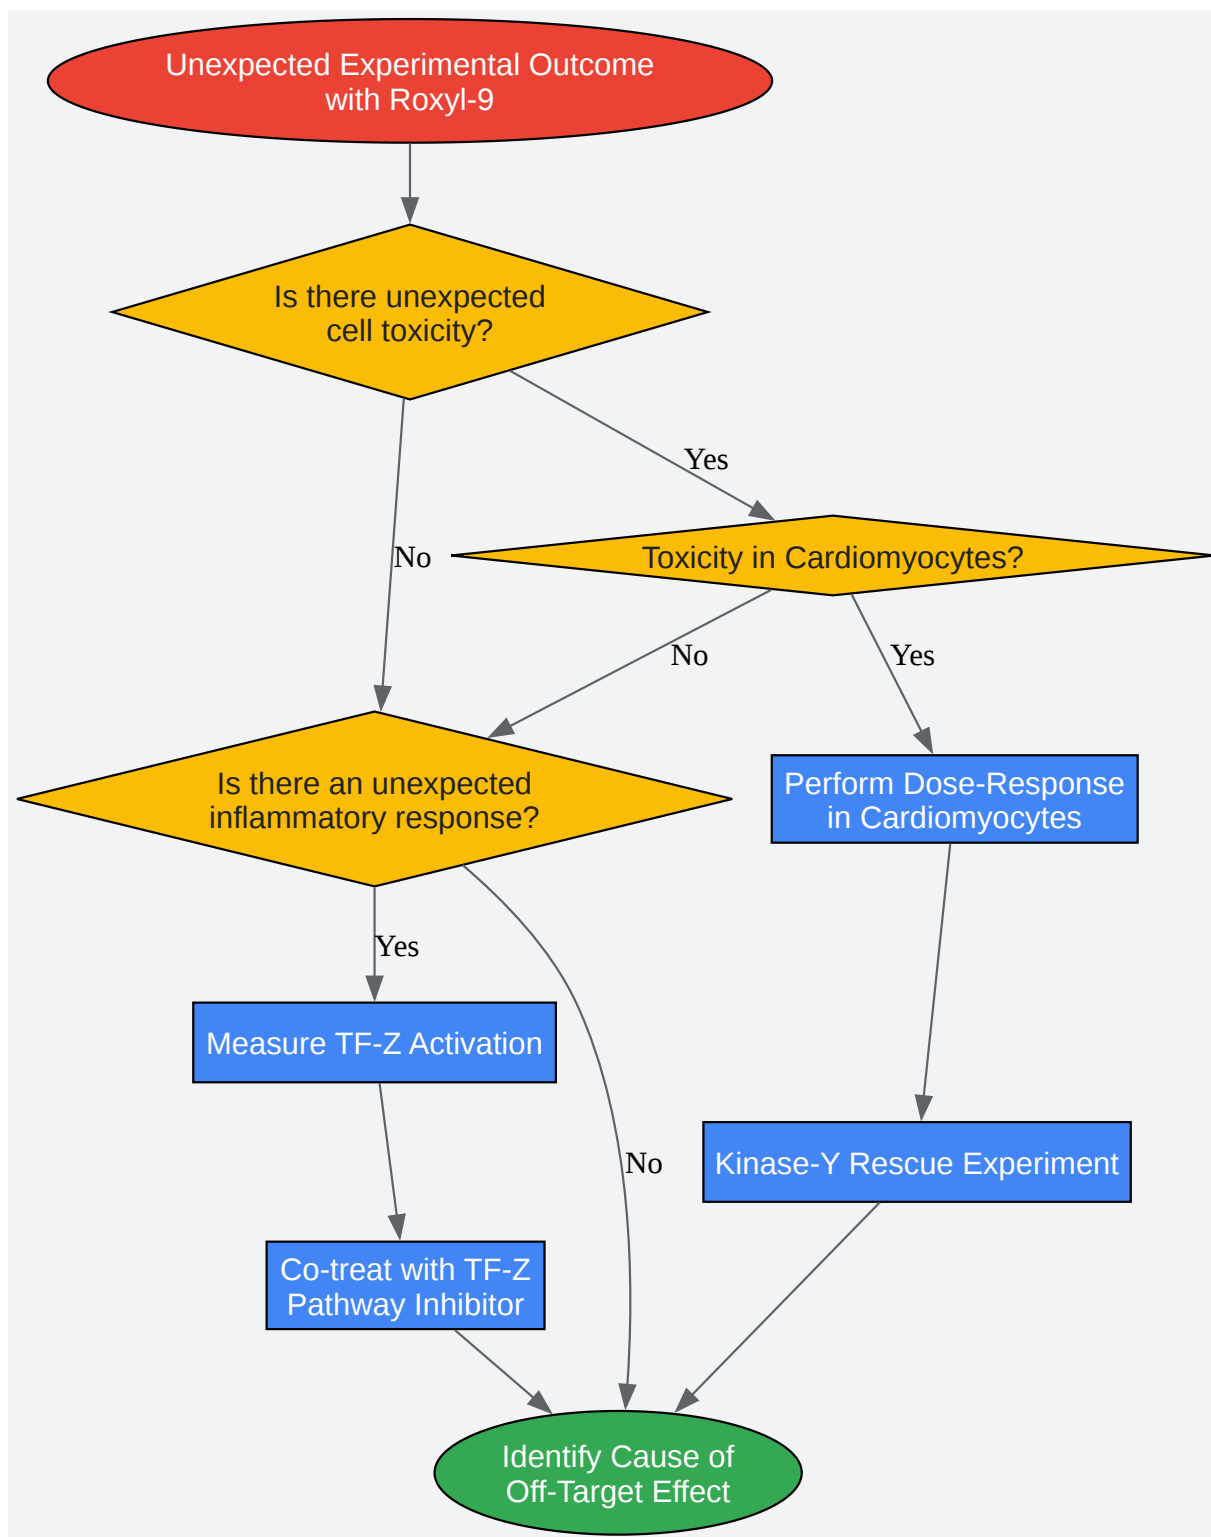 Unexpected Experimental Outcome
with Roxyl-9
Is there unexpected
cell toxicity?
Yes
No
Toxicity in Cardiomyocytes?
No
Yes
Is there an unexpected
inflammatory response?
Perform Dose-Response
in Cardiomyocytes
Yes
Measure TF-Z Activation
No
Kinase-Y Rescue Experiment
Co-treat with TF-Z
Pathway Inhibitor
Identify Cause of
Off-Target Effect